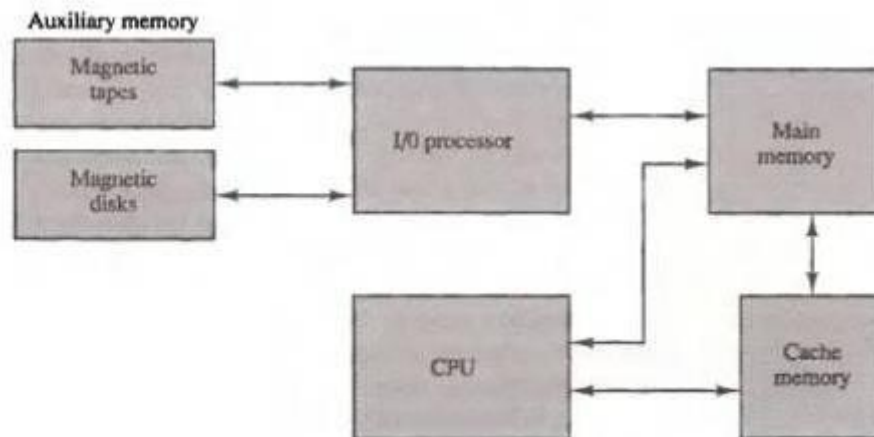 Auxiliary memory
Magnetic
tapes
I/0 processor
Main
memory
Magnetic
disks
CPU
Cache
memory